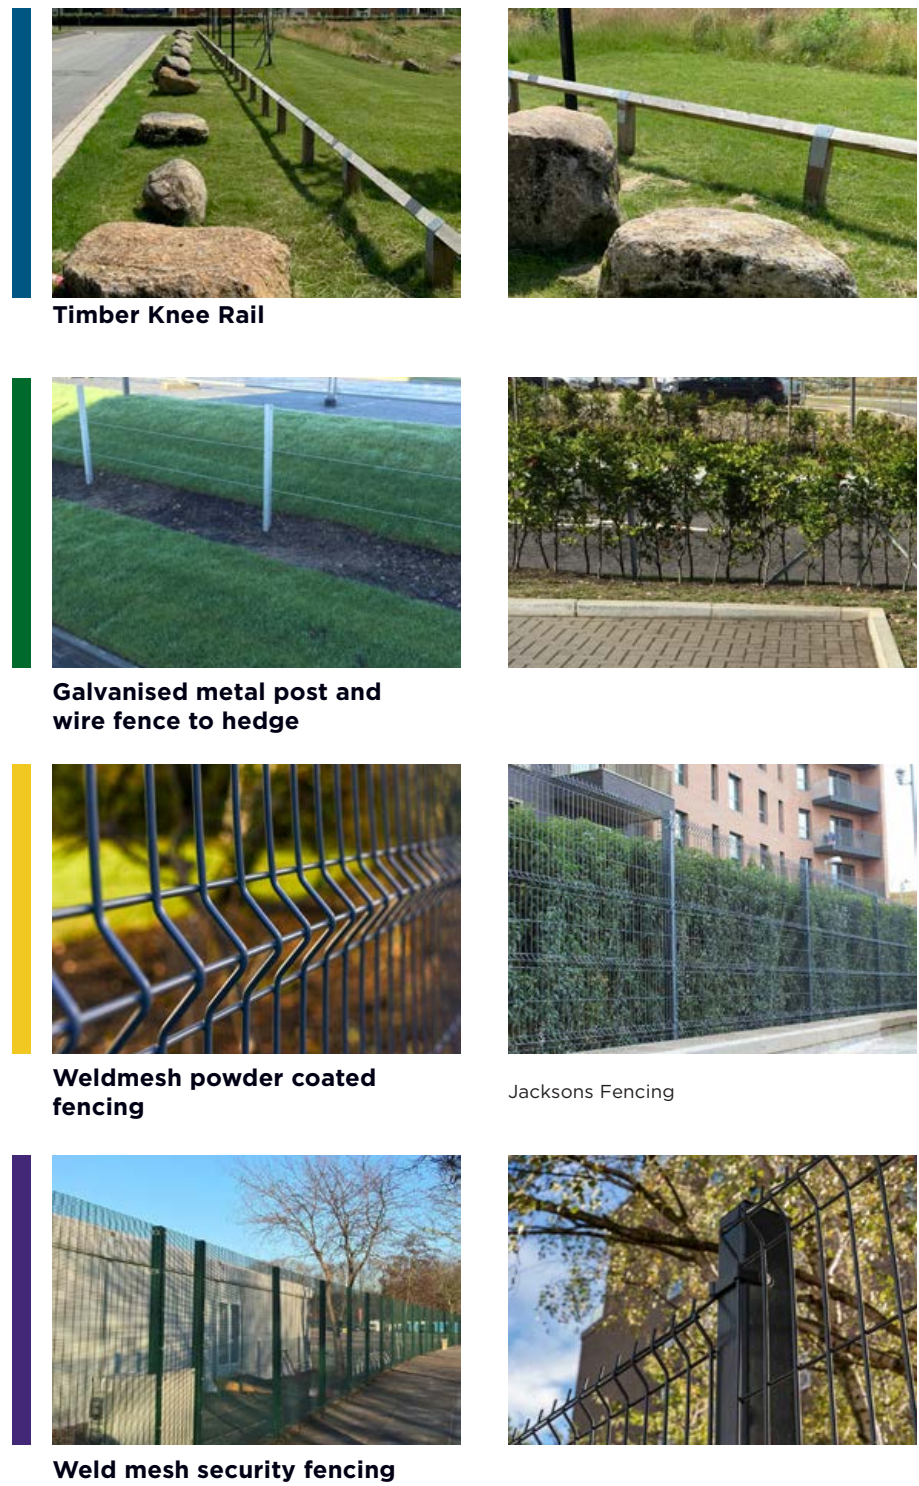 Timber Knee Rail
Galvanised metal post and
wire fence to hedge
Weldmesh powder coated
fencing
Jacksons Fencing
Weld mesh security fencing